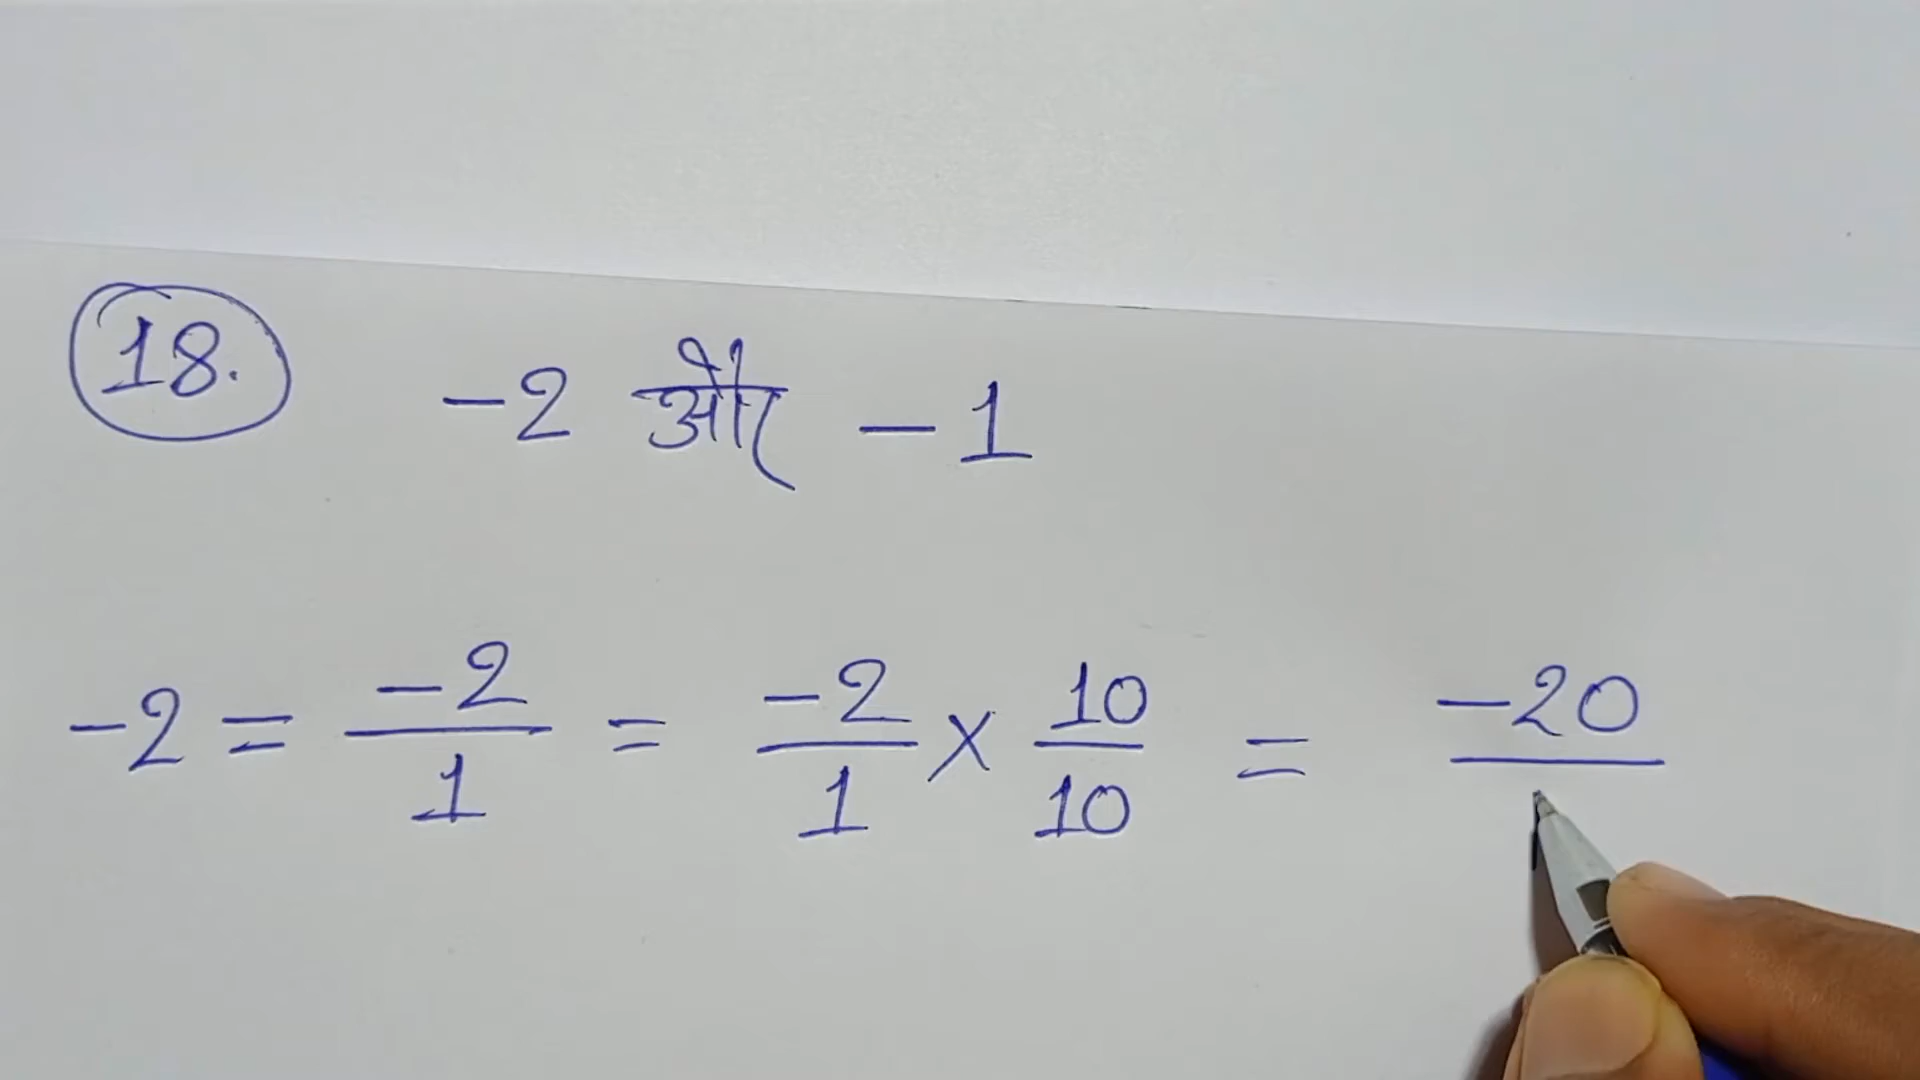 18. -2 और -1
-2 = -2/1 = -2/1 × 10/10 = -20/